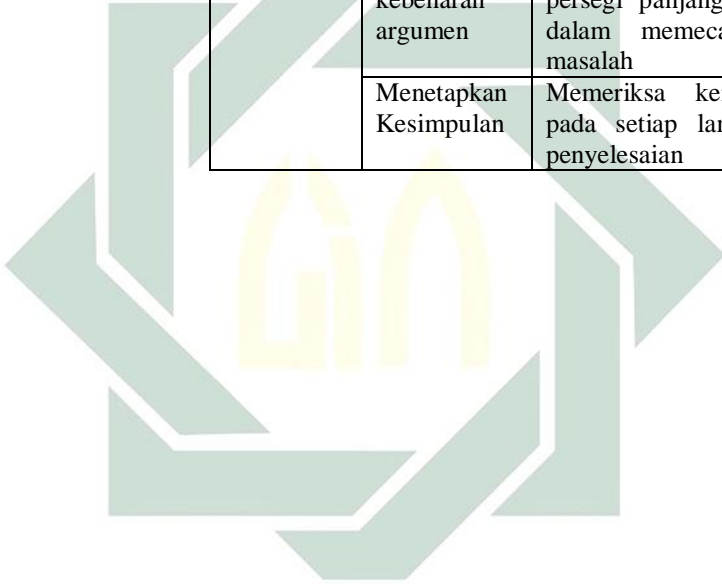 kebenaran persegi panjang
argumen dalam
masalah
Menetapkan Memeriksa
Kesimpulan pada setiap
penyelesaian